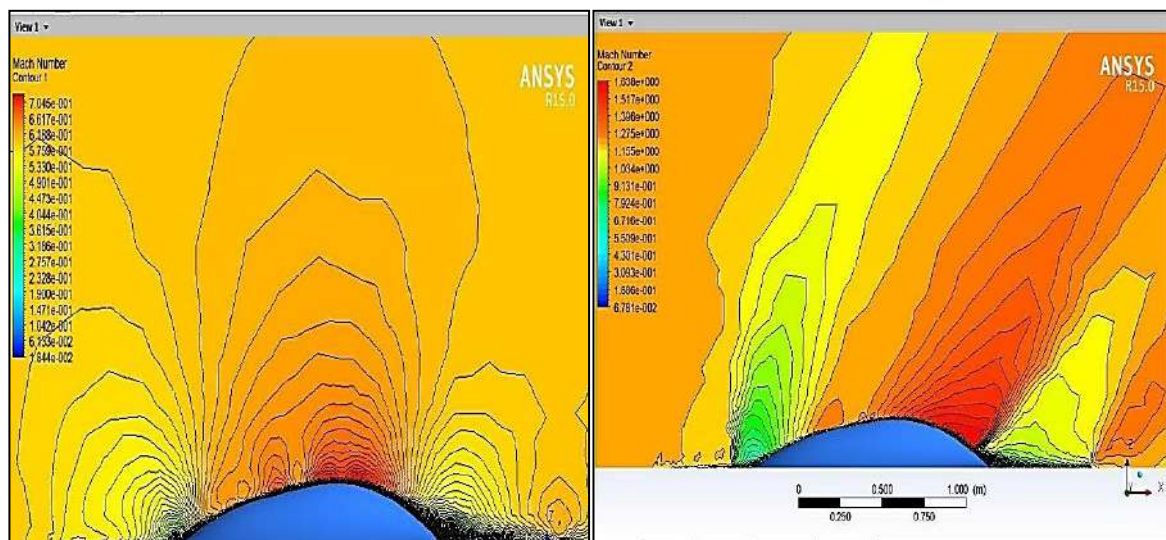 View 1
Mach Number
Contour 1
7.045e-001
6.617e-001
6.188e-001
5.759e-001
5.330e-001
4.901e-001
4.473e-001
4.044e-001
3.615e-001
3.186e-001
2.757e-001
2.328e-001
1.900e-001
1.471e-001
1.042e-001
6.133e-002
1.844e-002
ANSYS
R15.0
View 1
Mach Number
Contour 2
1.638e+000
1.517e+000
1.396e+000
1.275e+000
1.155e+000
1.034e+000
9.131e-001
7.924e-001
6.716e-001
5.509e-001
4.301e-001
3.093e-001
1.886e-001
6.781e-002
ANSYS
R15.0
0 0.500 1.000 (m)
0.250 0.750
Y
X